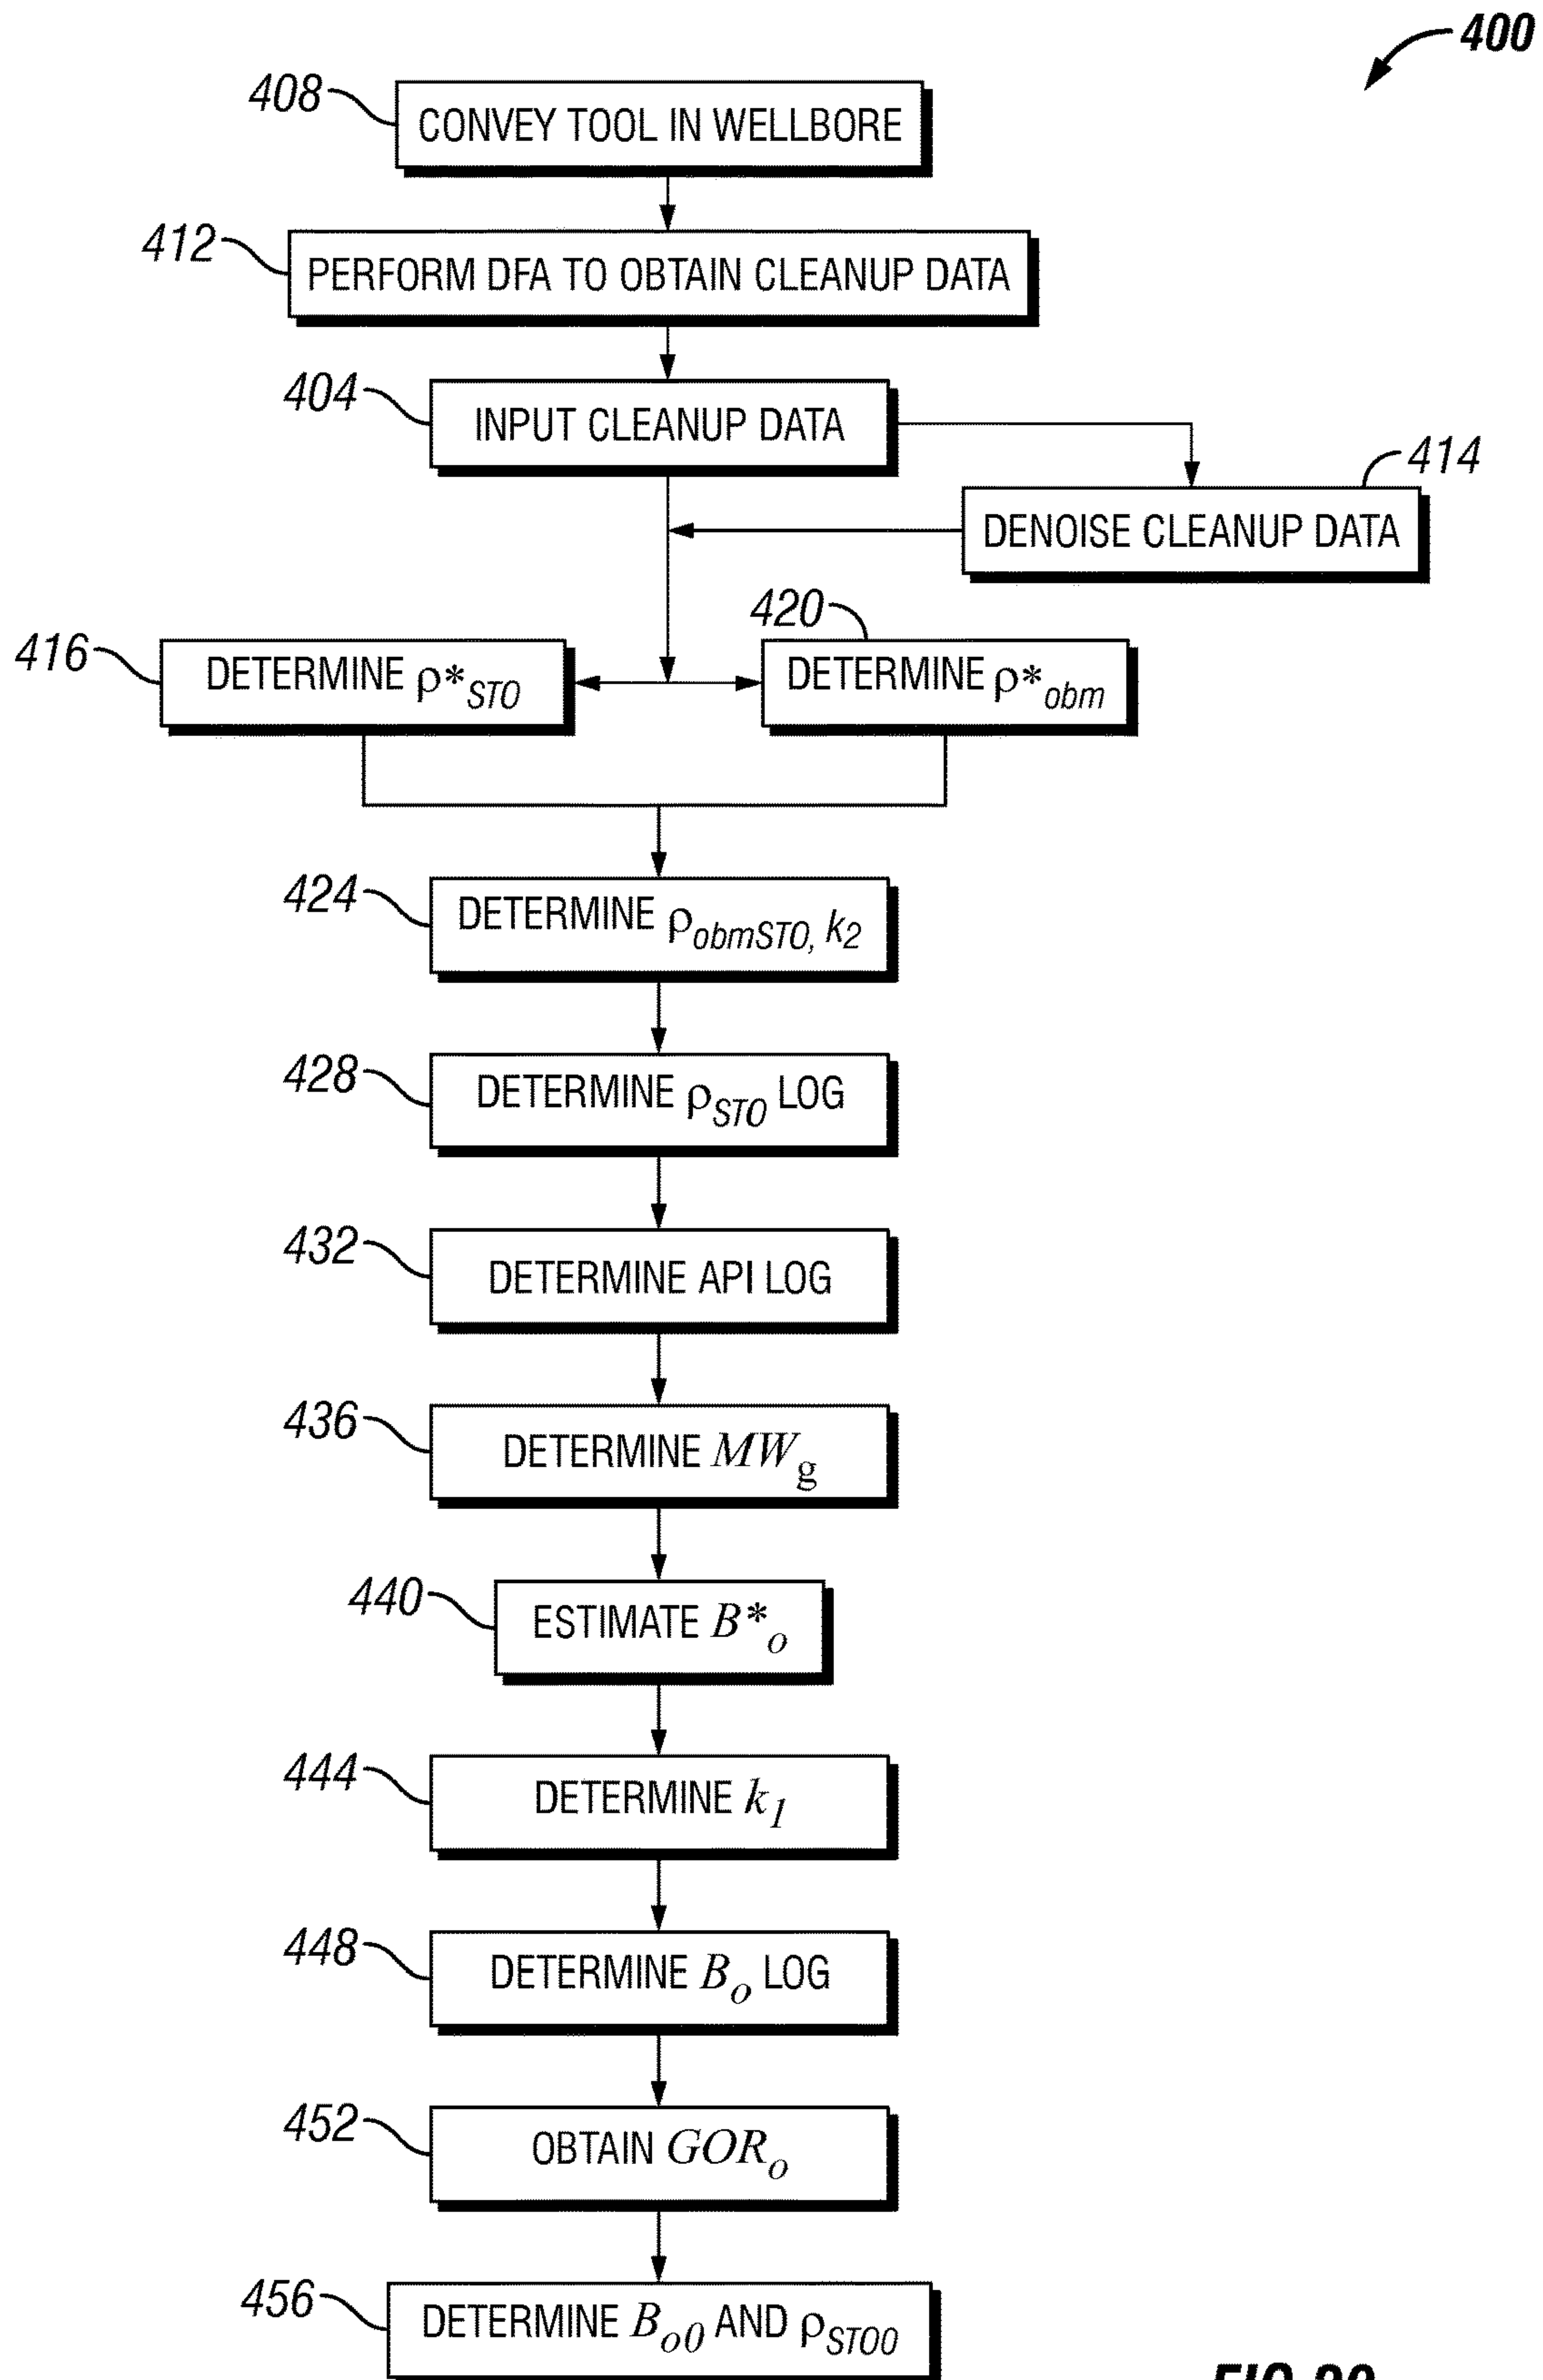 400
408
CONVEY TOOL IN WELLBORE
412
PERFORM DFA TO OBTAIN CLEANUP DATA
404
INPUT CLEANUP DATA
414
DENOISE CLEANUP DATA
416
DETERMINE ρ*STO
420
DETERMINE ρ*obm
424
DETERMINE ρobmSTO, k2
428
DETERMINE ρSTO LOG
432
DETERMINE API LOG
436
DETERMINE MWg
440
ESTIMATE B*o
444
DETERMINE k1
448
DETERMINE Bo LOG
452
OBTAIN GORo
456
DETERMINE Bo0 AND ρSTO0